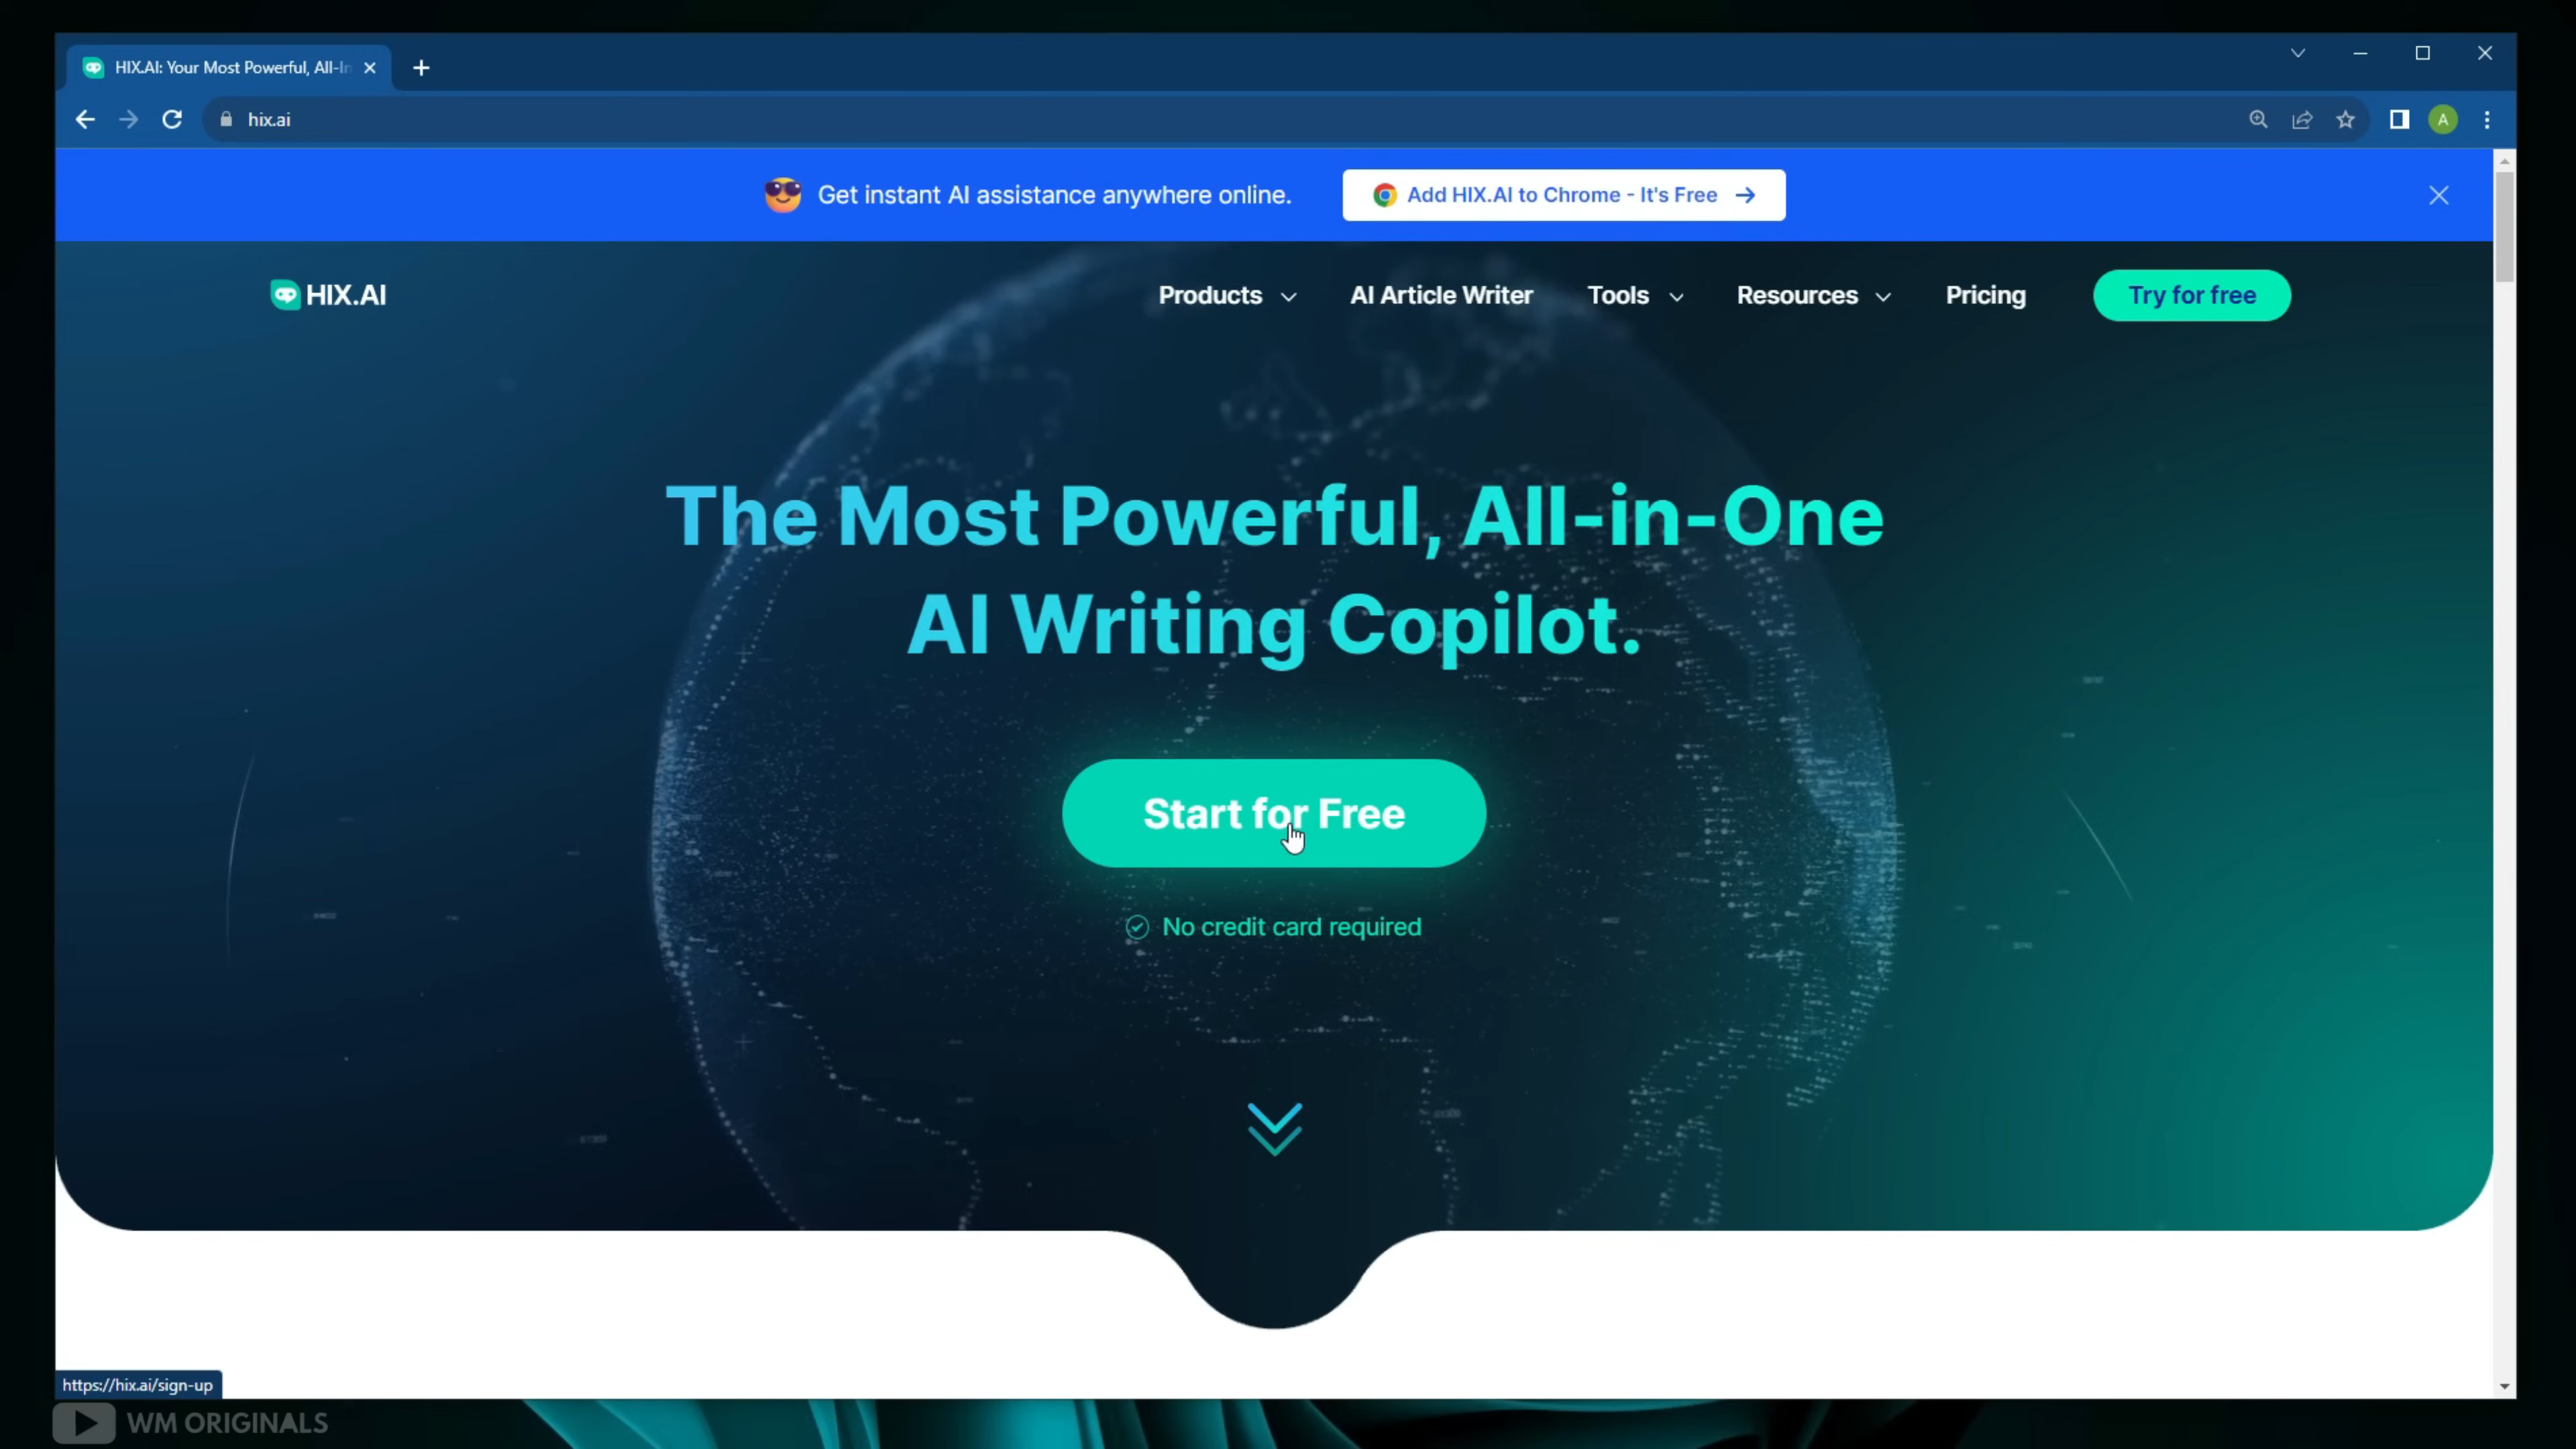 HIX.AI: Your Most Powerful, All-In
hix.ai
A
Get instant AI assistance anywhere online.
Add HIX.AI to Chrome - It's Free
HIX.AI
Products
AI Article Writer
Tools
Resources
Pricing
Try for free
The Most Powerful, All-in-One
AI Writing Copilot.
Start for Free
No credit card required
https://hix.ai/sign-up
WM ORIGINALS